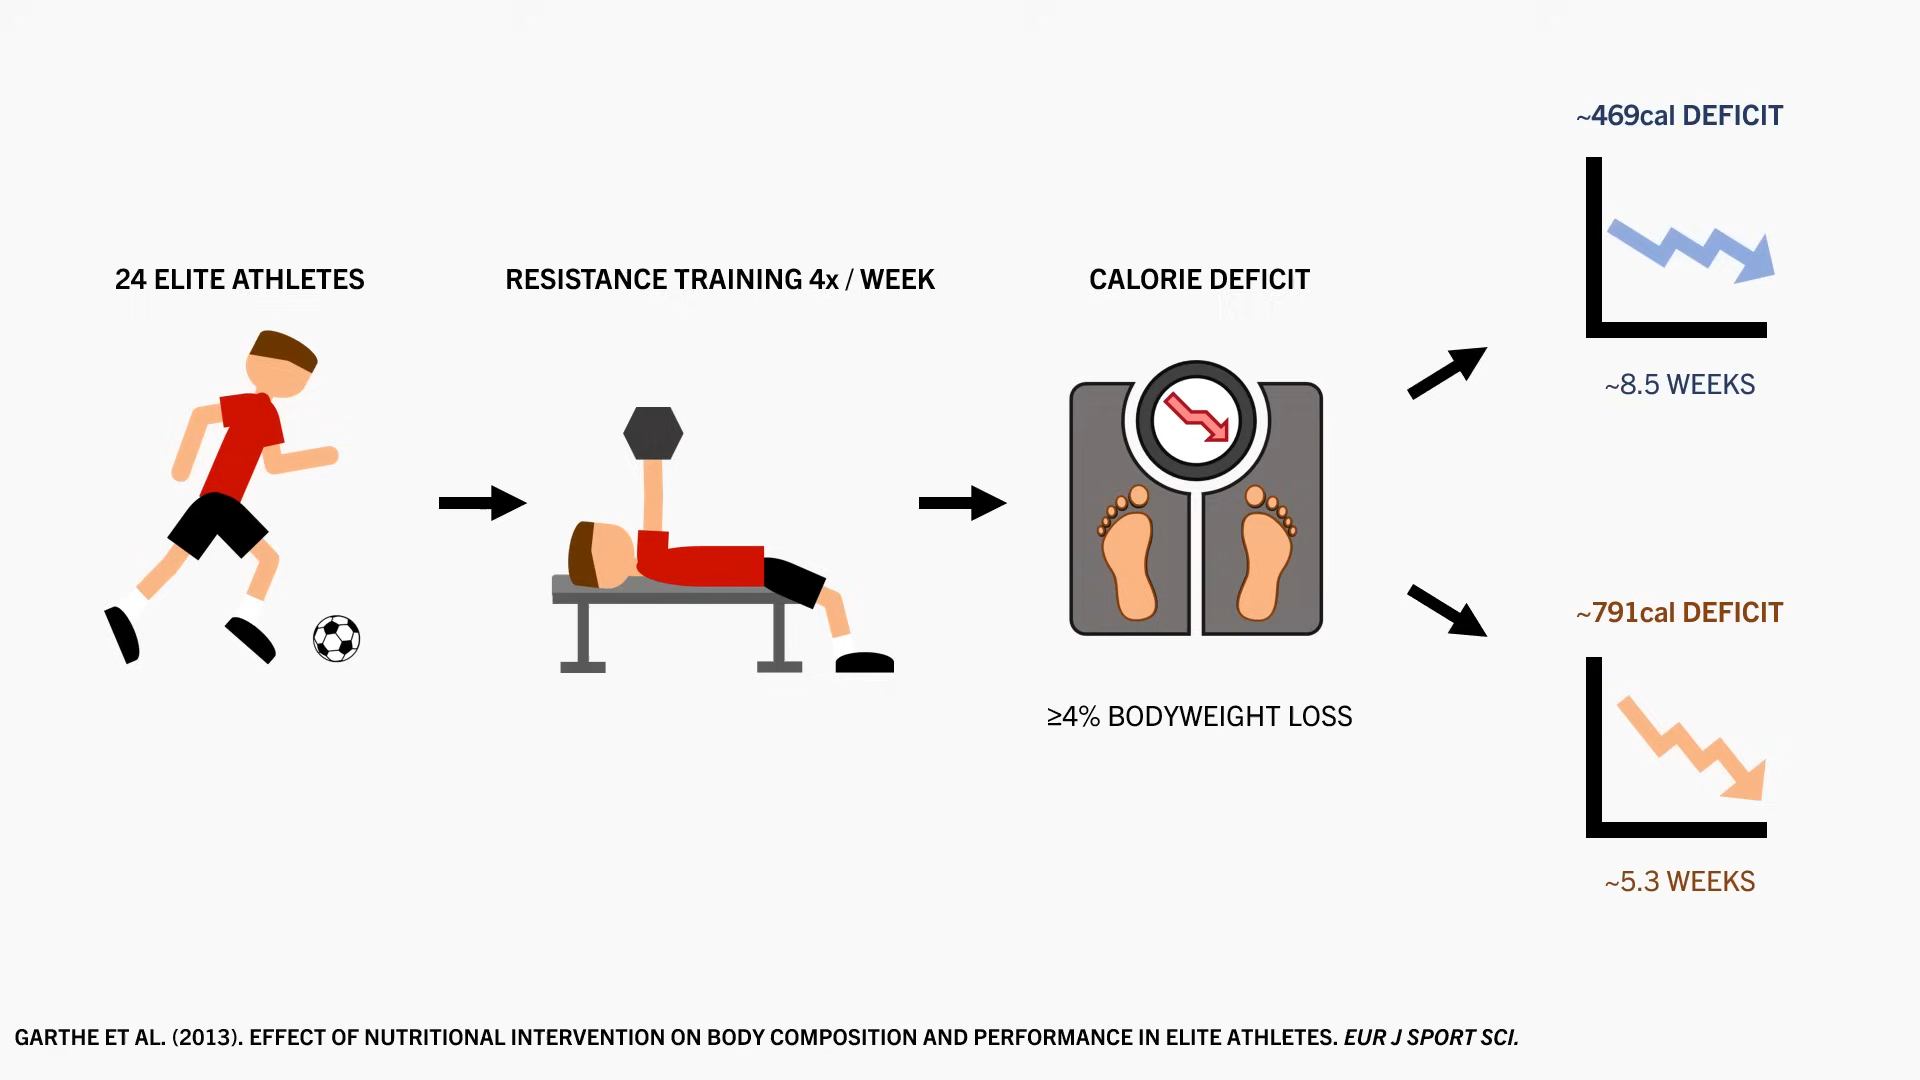 24 ELITE ATHLETES
RESISTANCE TRAINING 4x / WEEK
CALORIE DEFICIT
≥4% BODYWEIGHT LOSS
~469cal DEFICIT
~8.5 WEEKS
~791cal DEFICIT
~5.3 WEEKS
GARTHE ET AL. (2013). EFFECT OF NUTRITIONAL INTERVENTION ON BODY COMPOSITION AND PERFORMANCE IN ELITE ATHLETES. EUR J SPORT SCI.